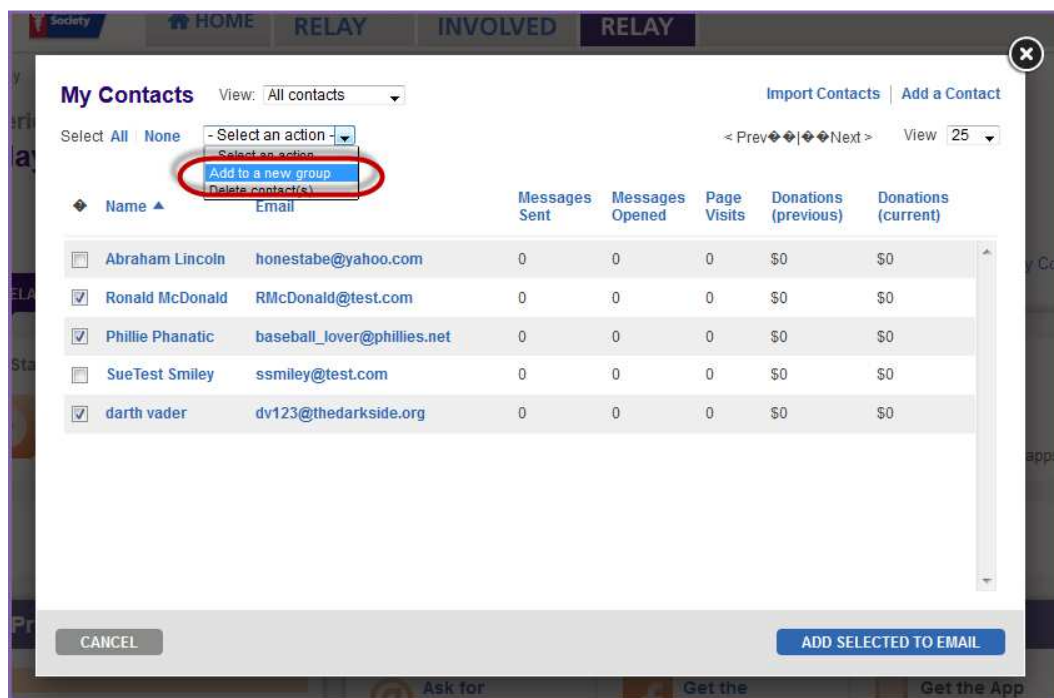 Society HOME RELAY INVOLVED RELAY
My Contacts View: All contacts Import Contacts | Add a Contact
Select All | None - Select an action - < Prev��|��Next > View 25
- Select an action -
Add to a new group
Delete contact(s)
� Name ▲ Email Messages Sent Messages Opened Page Visits Donations (previous) Donations (current)
Abraham Lincoln honestabe@yahoo.com 0 0 0 $0 $0
Ronald McDonald RMcDonald@test.com 0 0 0 $0 $0
Phillie Phanatic baseball_lover@phillies.net 0 0 0 $0 $0
SueTest Smiley ssmiley@test.com 0 0 0 $0 $0
darth vader dv123@thedarkside.org 0 0 0 $0 $0
CANCEL ADD SELECTED TO EMAIL
Ask for Get the Get the App